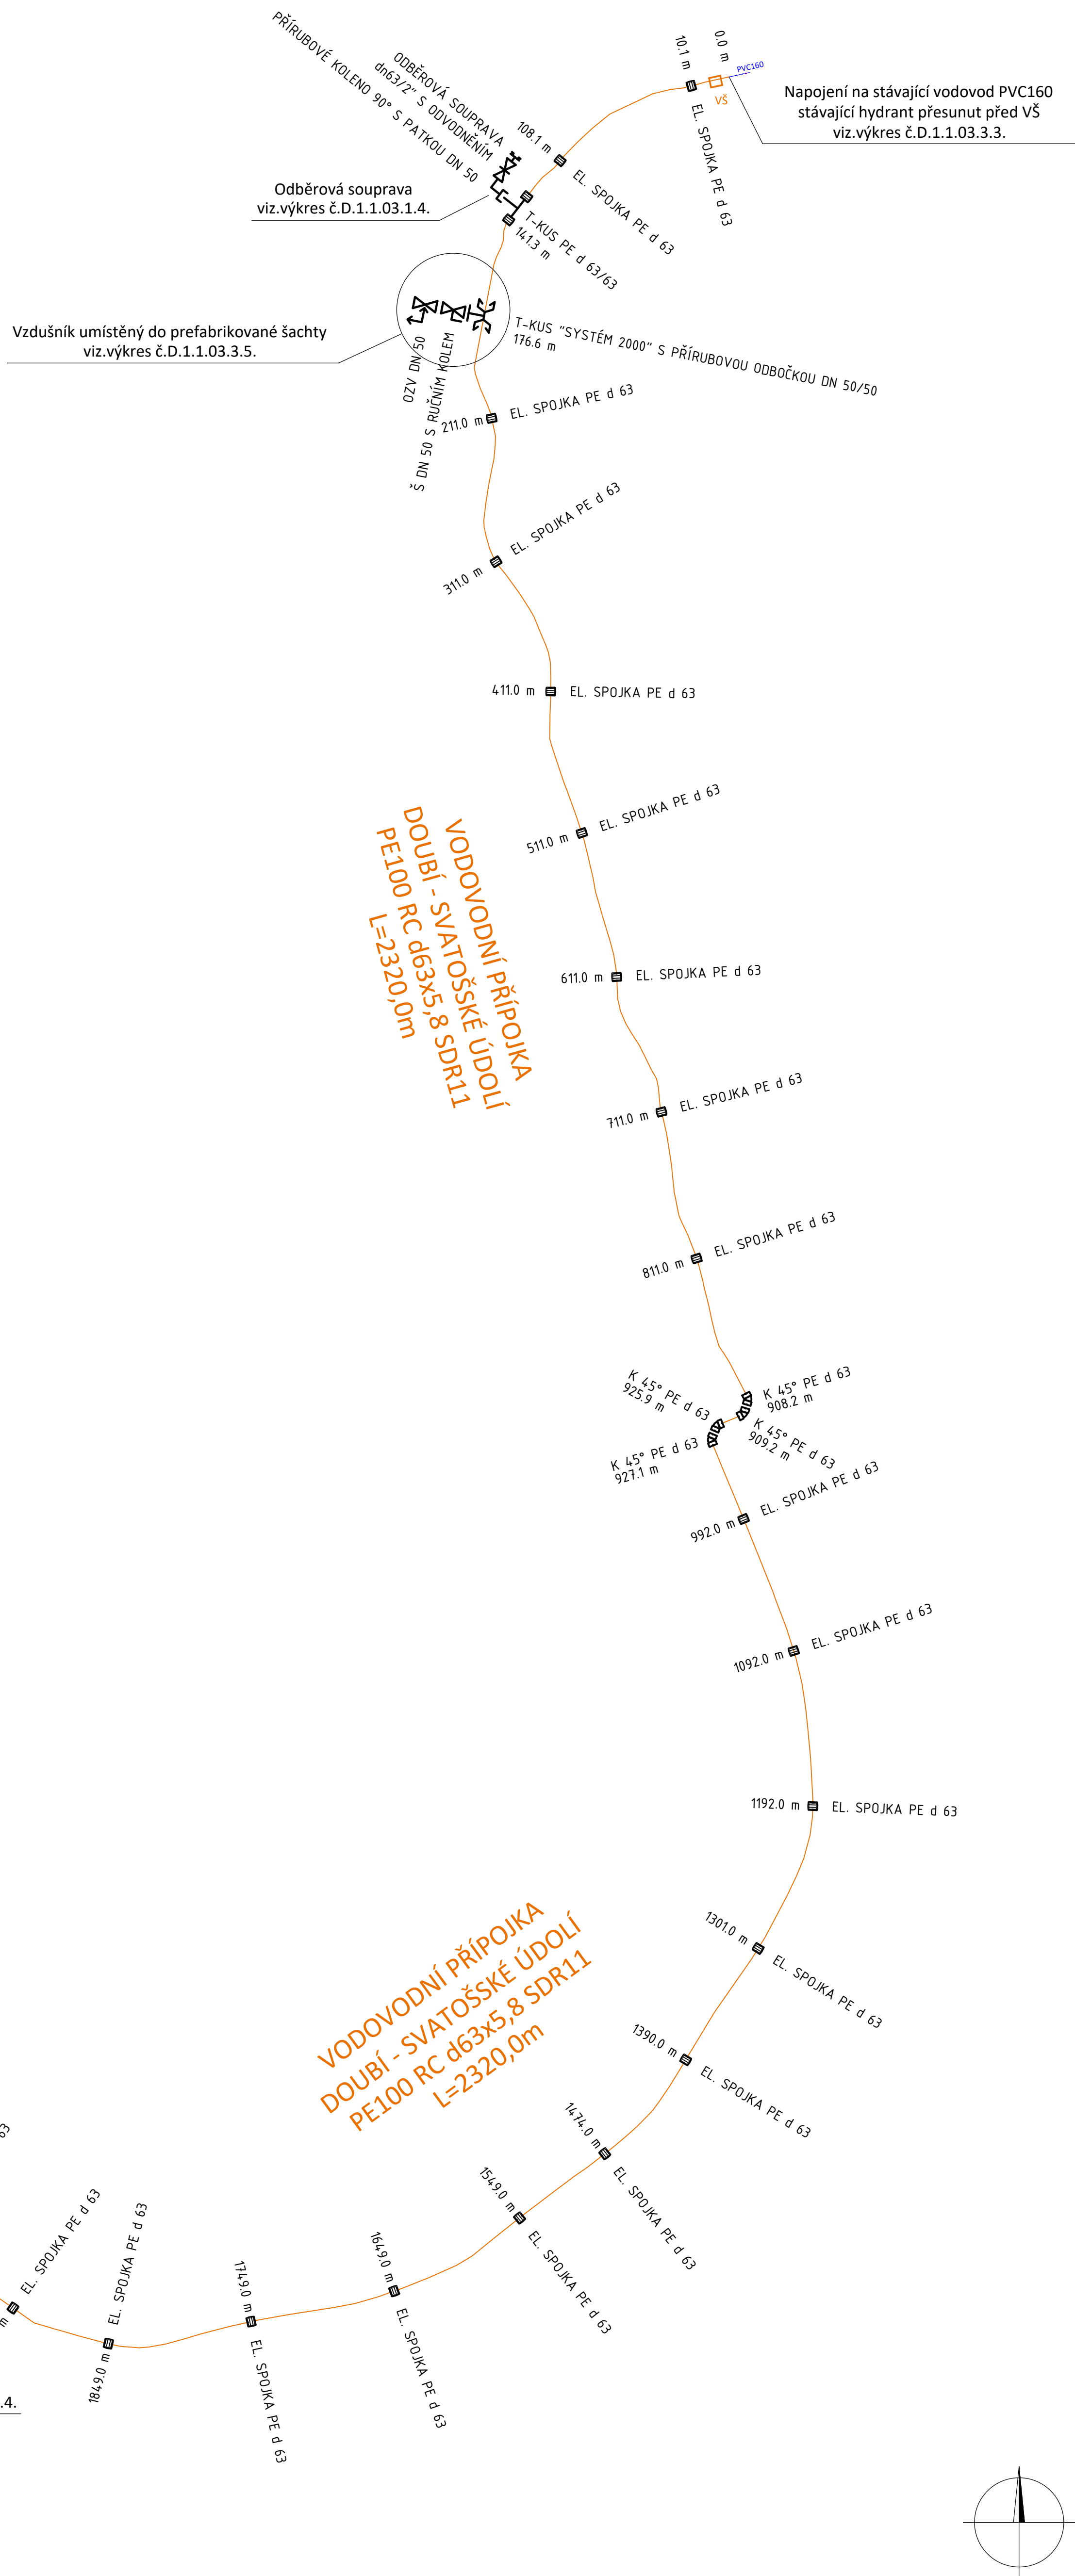 0.0 m
PVC160
VŠ
Napojení na stávající vodovod PVC160
stávající hydrant přesunut před VŠ
viz.výkres č.D.1.1.03.3.3.
10.1 m
EL. SPOJKA PE d 63
108.1 m
EL. SPOJKA PE d 63
ODBĚROVÁ SOUPRAVA
dn63/2" S ODVODNĚNÍM
PŘÍRUBOVÉ KOLENO 90° S PATKOU DN 50
Odběrová souprava
viz.výkres č.D.1.1.03.1.4.
T-KUS PE d 63/63
141.3 m
Vzdušník umístěný do prefabrikované šachty
viz.výkres č.D.1.1.03.3.5.
T-KUS "SYSTÉM 2000" S PŘÍRUBOVOU ODBOČKOU DN 50/50
176.6 m
OZV DN 50
Š DN 50 S RUČNÍM KOLEM
211.0 m
EL. SPOJKA PE d 63
311.0 m
EL. SPOJKA PE d 63
411.0 m
EL. SPOJKA PE d 63
511.0 m
EL. SPOJKA PE d 63
VODOVODNÍ PŘÍPOJKA
DOUBÍ - SVATOŠSKÉ ÚDOLÍ
PE100 RC d63x5,8 SDR11
L=2320,0m
611.0 m
EL. SPOJKA PE d 63
711.0 m
EL. SPOJKA PE d 63
811.0 m
EL. SPOJKA PE d 63
K 45° PE d 63
908.2 m
K 45° PE d 63
909.2 m
K 45° PE d 63
925.9 m
K 45° PE d 63
927.1 m
992.0 m
EL. SPOJKA PE d 63
1092.0 m
EL. SPOJKA PE d 63
1192.0 m
EL. SPOJKA PE d 63
1301.0 m
EL. SPOJKA PE d 63
VODOVODNÍ PŘÍPOJKA
DOUBÍ - SVATOŠSKÉ ÚDOLÍ
PE100 RC d63x5,8 SDR11
L=2320,0m
1390.0 m
EL. SPOJKA PE d 63
1474.0 m
EL. SPOJKA PE d 63
1549.0 m
EL. SPOJKA PE d 63
1649.0 m
EL. SPOJKA PE d 63
1749.0 m
EL. SPOJKA PE d 63
1849.0 m
EL. SPOJKA PE d 63
m
EL. SPOJKA PE d 63
63
.4.